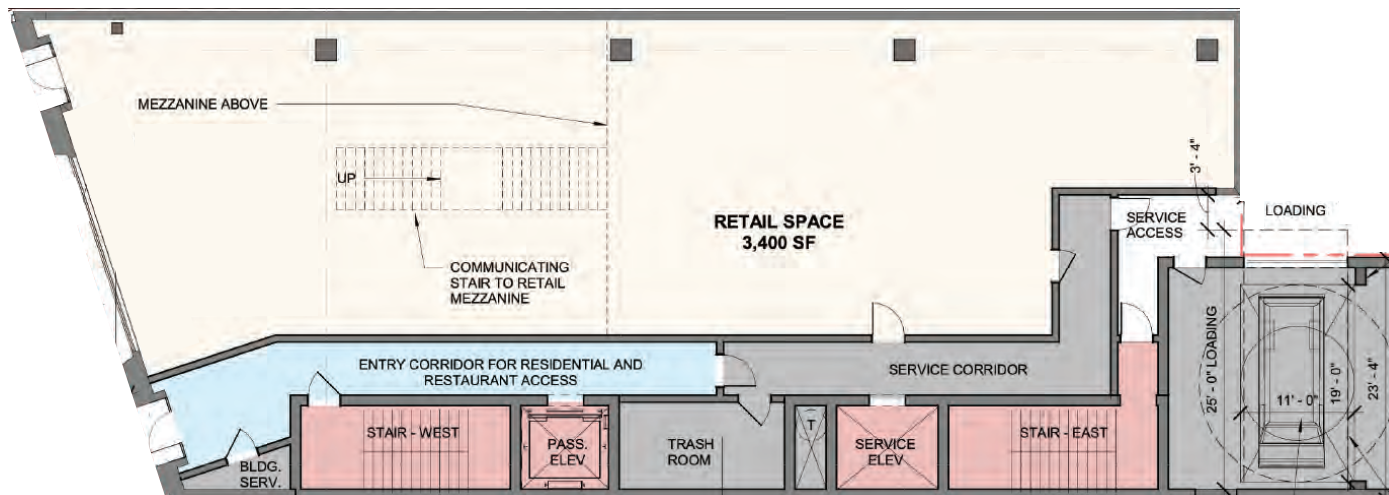 MEZZANINE ABOVE
UP
RETAIL SPACE
3,400 SF
COMMUNICATING
STAIR TO RETAIL
MEZZANINE
3' - 4"
SERVICE
ACCESS
LOADING
ENTRY CORRIDOR FOR RESIDENTIAL AND
RESTAURANT ACCESS
SERVICE CORRIDOR
25' - 0" LOADING
11' - 0"
19' - 0"
23' - 4"
STAIR - WEST
PASS.
ELEV
TRASH
ROOM
T
SERVICE
ELEV
STAIR - EAST
BLDG.
SERV.